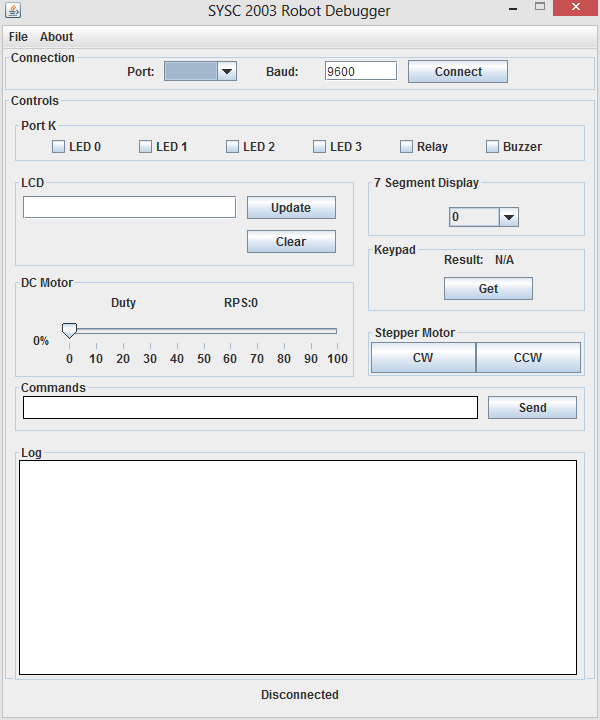 SYSC 2003 Robot Debugger
File About
Connection
Port: Baud: 9600 Connect
Controls
Port K
LED 0 LED 1 LED 2 LED 3 Relay Buzzer
LCD
Update
Clear
7 Segment Display
0
Keypad
Result: N/A
Get
DC Motor
Duty RPS:0
0%
0 10 20 30 40 50 60 70 80 90 100
Stepper Motor
CW CCW
Commands
Send
Log
Disconnected